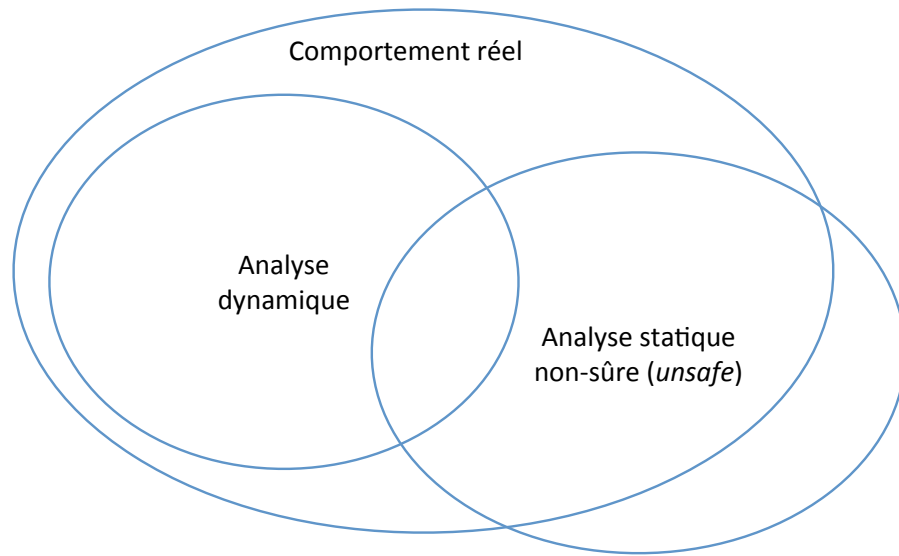 Comportement réel
Analyse
dynamique
Analyse statique
non-sûre (unsafe)